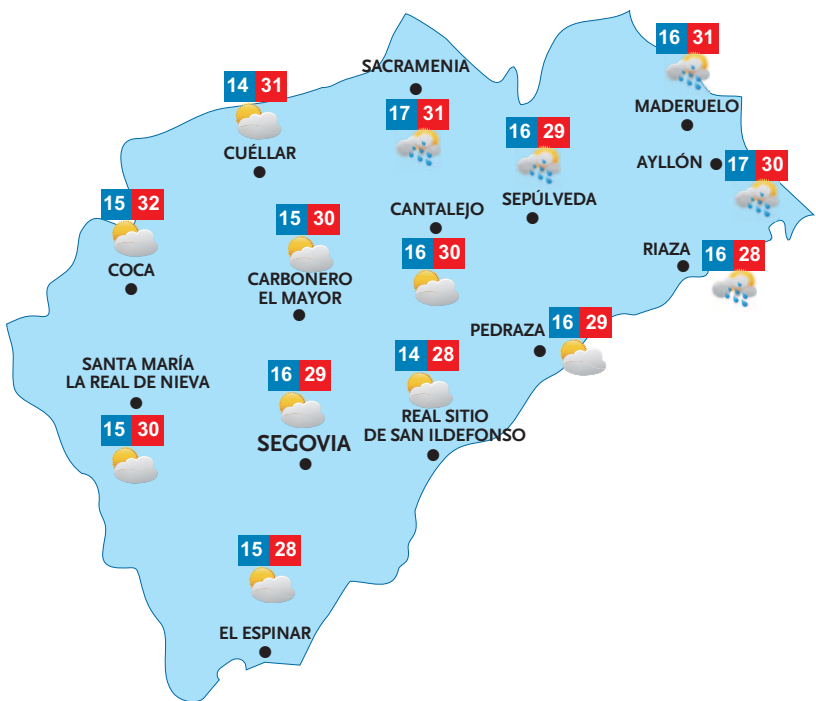 16 31
MADERUELO
SACRAMENIA
17 31
14 31
CUÉLLAR
16 29
SEPÚLVEDA
AYLLÓN
17 30
15 32
COCA
15 30
CARBONERO
EL MAYOR
CANTALEJO
16 30
RIAZA
16 28
PEDRAZA
16 29
SANTA MARÍA
LA REAL DE NIEVA
15 30
16 29
SEGOVIA
14 28
REAL SITIO
DE SAN ILDEFONSO
15 28
EL ESPINAR